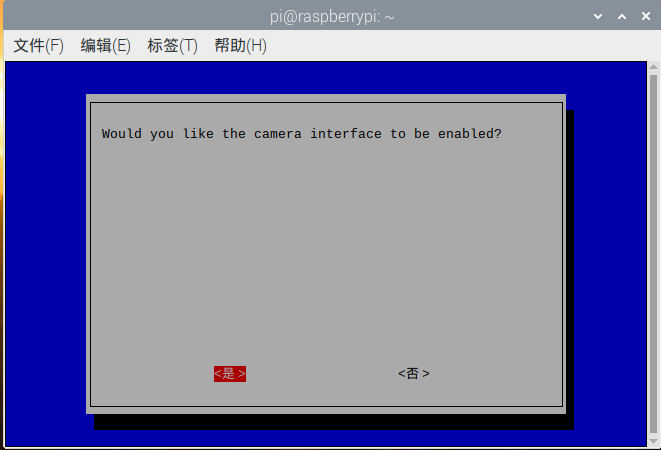 pi@raspberrypi: ~
文件(F) 编辑(E) 标签(T) 帮助(H)
Would you like the camera interface to be enabled?
<是> <否>